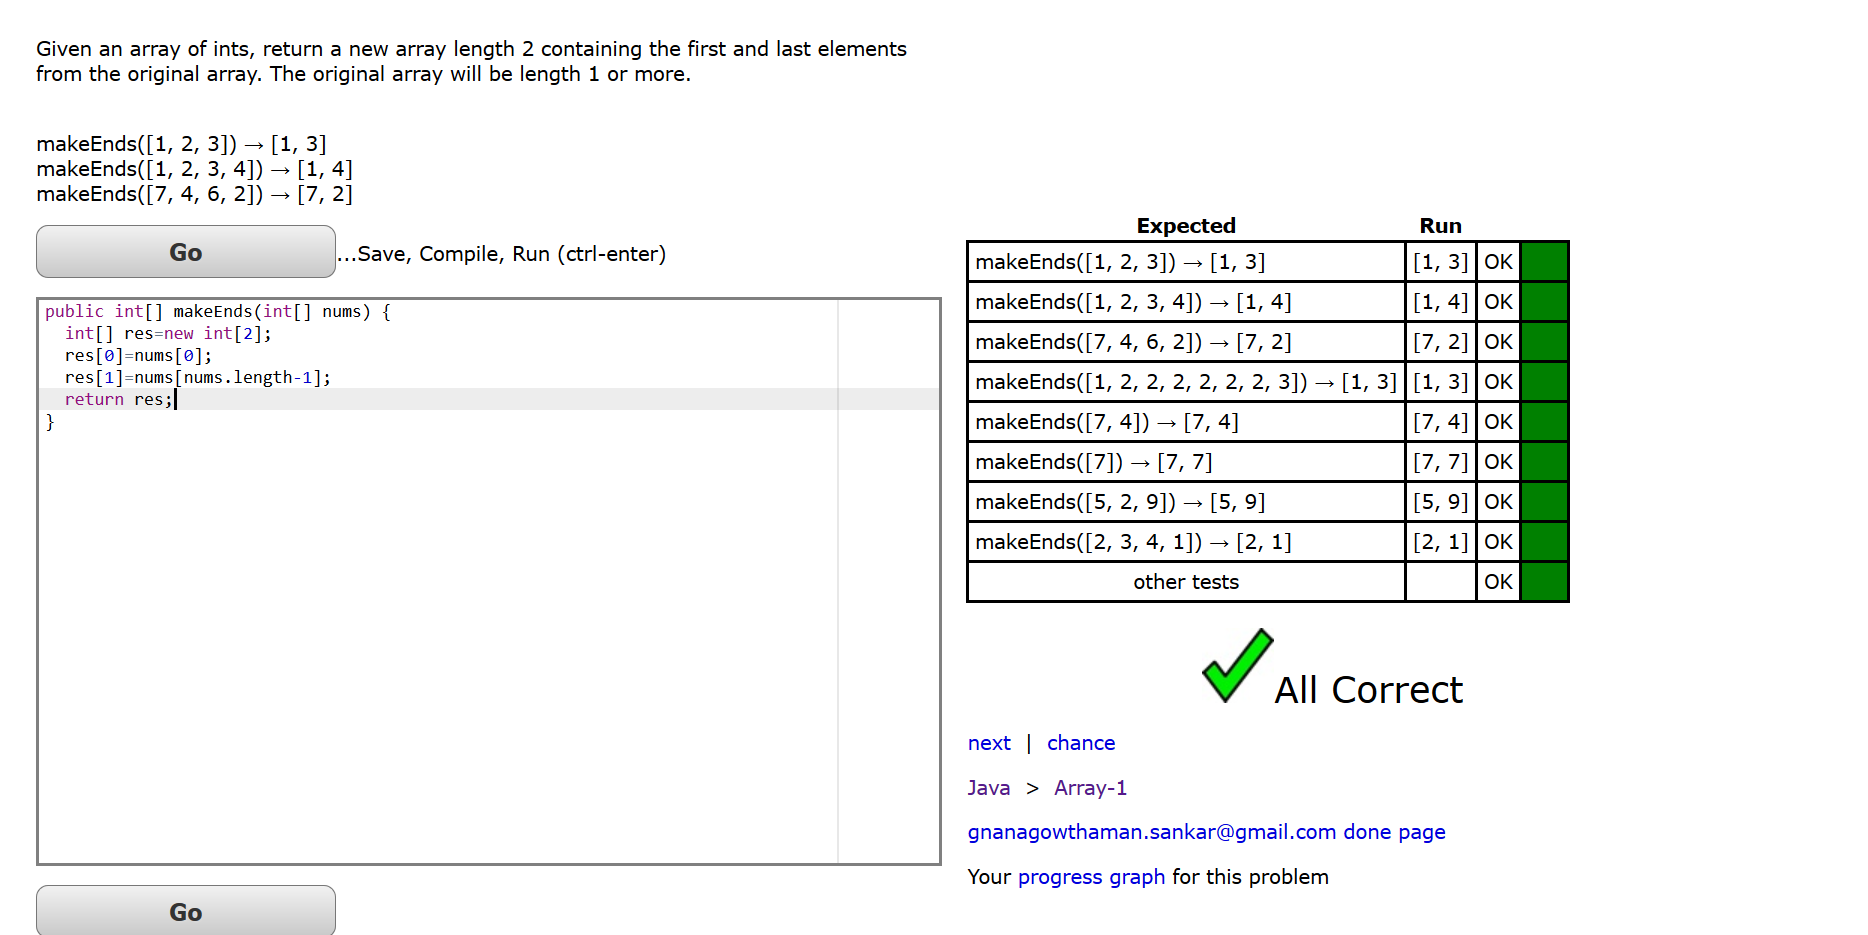 Given an array of ints, return a new array length 2 containing the first and last elements
from the original array. The original array will be length 1 or more.
makeEnds([1, 2, 3]) → [1, 3]
makeEnds([1, 2, 3, 4]) → [1, 4]
makeEnds([7, 4, 6, 2]) → [7, 2]
Go ...Save, Compile, Run (ctrl-enter)
public int[] makeEnds(int[] nums) {
  int[] res=new int[2];
  res[0]=nums[0];
  res[1]=nums[nums.length-1];
  return res;
}
Go
Expected Run
makeEnds([1, 2, 3]) → [1, 3] [1, 3] OK
makeEnds([1, 2, 3, 4]) → [1, 4] [1, 4] OK
makeEnds([7, 4, 6, 2]) → [7, 2] [7, 2] OK
makeEnds([1, 2, 2, 2, 2, 2, 2, 3]) → [1, 3] [1, 3] OK
makeEnds([7, 4]) → [7, 4] [7, 4] OK
makeEnds([7]) → [7, 7] [7, 7] OK
makeEnds([5, 2, 9]) → [5, 9] [5, 9] OK
makeEnds([2, 3, 4, 1]) → [2, 1] [2, 1] OK
other tests OK
All Correct
next | chance
Java > Array-1
gnanagowthaman.sankar@gmail.com done page
Your progress graph for this problem